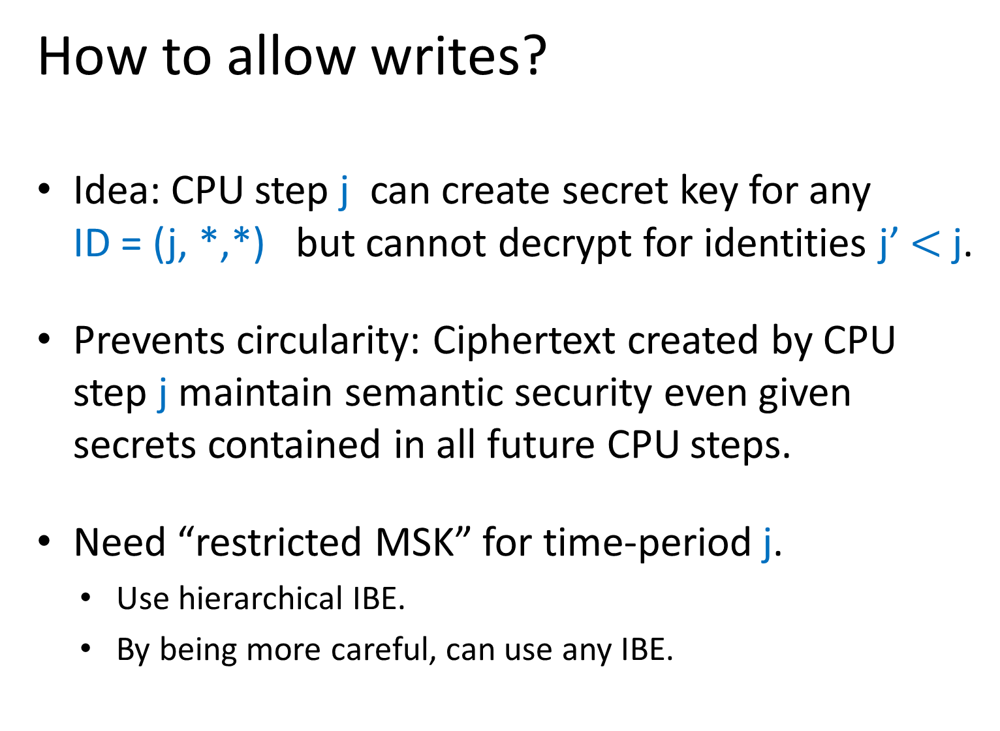 How to allow writes?
• Idea: CPU step j can create secret key for any
ID = (j, *,*) but cannot decrypt for identities j’ < j.
• Prevents circularity: Ciphertext created by CPU
step j maintain semantic security even given
secrets contained in all future CPU steps.
• Need “restricted MSK” for time-period j.
• Use hierarchical IBE.
• By being more careful, can use any IBE.